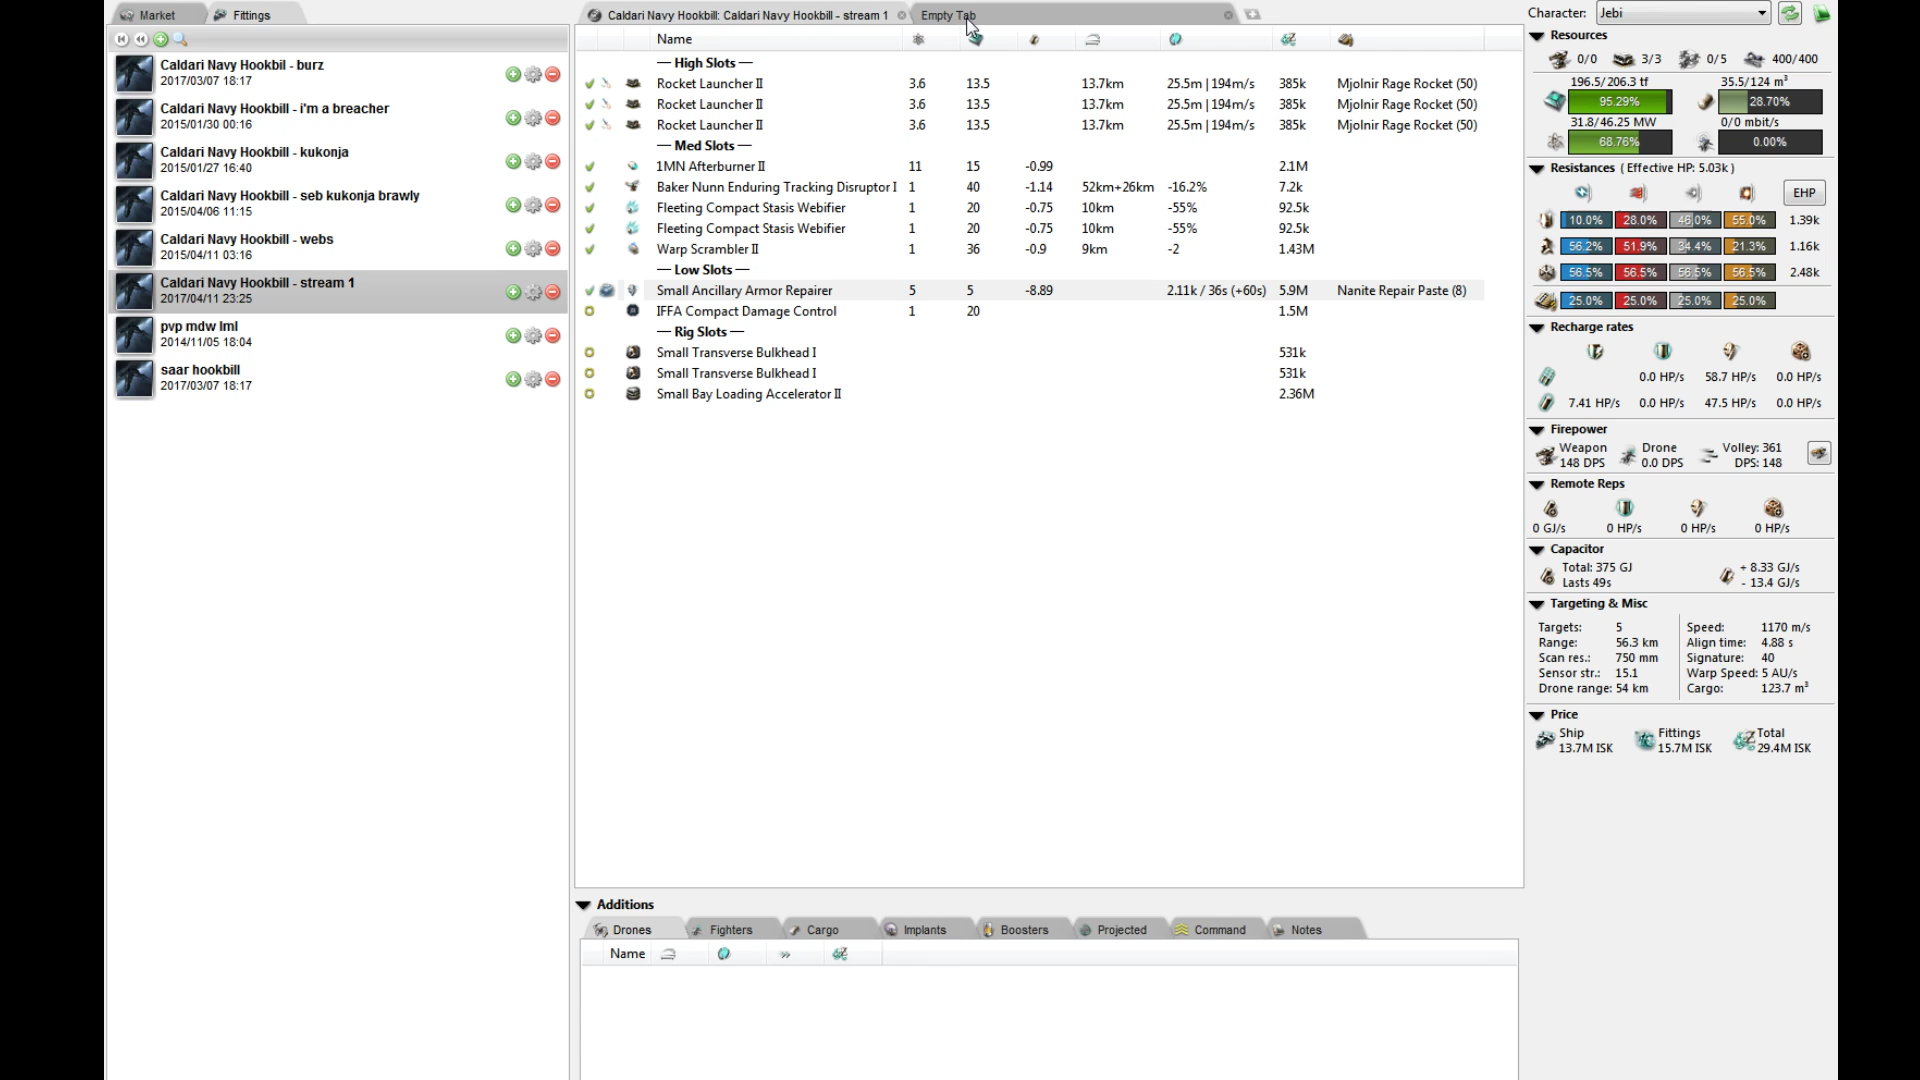 Market Fittings
Caldari Navy Hookbill: Caldari Navy Hookbill - stream 1 Empty Tab
Character: Jebi
Caldari Navy Hookbil - burz
2017/03/07 18:17
Caldari Navy Hookbill - i'm a breacher
2015/01/30 00:16
Caldari Navy Hookbill - kukonja
2015/01/27 16:40
Caldari Navy Hookbill - seb kukonja brawly
2015/04/06 11:15
Caldari Navy Hookbill - webs
2015/04/11 03:16
Caldari Navy Hookbill - stream 1
2017/04/11 23:25
pvp mdw lml
2014/11/05 18:04
saar hookbill
2017/03/07 18:17
Name
— High Slots —
Rocket Launcher II 3.6 13.5 13.7km 25.5m | 194m/s 385k Mjolnir Rage Rocket (50)
Rocket Launcher II 3.6 13.5 13.7km 25.5m | 194m/s 385k Mjolnir Rage Rocket (50)
Rocket Launcher II 3.6 13.5 13.7km 25.5m | 194m/s 385k Mjolnir Rage Rocket (50)
— Med Slots —
1MN Afterburner II 11 15 -0.99 2.1M
Baker Nunn Enduring Tracking Disruptor I 1 40 -1.14 52km+26km -16.2% 7.2k
Fleeting Compact Stasis Webifier 1 20 -0.75 10km -55% 92.5k
Fleeting Compact Stasis Webifier 1 20 -0.75 10km -55% 92.5k
Warp Scrambler II 1 36 -0.9 9km -2 1.43M
— Low Slots —
Small Ancillary Armor Repairer 5 5 -8.89 2.11k / 36s (+60s) 5.9M Nanite Repair Paste (8)
IFFA Compact Damage Control 1 20 1.5M
— Rig Slots —
Small Transverse Bulkhead I 531k
Small Transverse Bulkhead I 531k
Small Bay Loading Accelerator II 2.36M
Additions
Drones Fighters Cargo Implants Boosters Projected Command Notes
Name
Resources
0/0 3/3 0/5 400/400
196.5/206.3 tf 35.5/124 m³
95.29% 28.70%
31.8/46.25 MW 0/0 mbit/s
68.76% 0.00%
Resistances ( Effective HP: 5.03k )
EHP
10.0% 28.0% 46.0% 55.0% 1.39k
56.2% 51.9% 34.4% 21.3% 1.16k
56.5% 56.5% 56.5% 56.5% 2.48k
25.0% 25.0% 25.0% 25.0%
Recharge rates
0.0 HP/s 58.7 HP/s 0.0 HP/s
7.41 HP/s 0.0 HP/s 47.5 HP/s 0.0 HP/s
Firepower
Weapon Drone Volley: 361
148 DPS 0.0 DPS DPS: 148
Remote Reps
0 GJ/s 0 HP/s 0 HP/s 0 HP/s
Capacitor
Total: 375 GJ + 8.33 GJ/s
Lasts 49s - 13.4 GJ/s
Targeting & Misc
Targets: 5 Speed: 1170 m/s
Range: 56.3 km Align time: 4.88 s
Scan res.: 750 mm Signature: 40
Sensor str.: 15.1 Warp Speed: 5 AU/s
Drone range: 54 km Cargo: 123.7 m³
Price
Ship Fittings Total
13.7M ISK 15.7M ISK 29.4M ISK